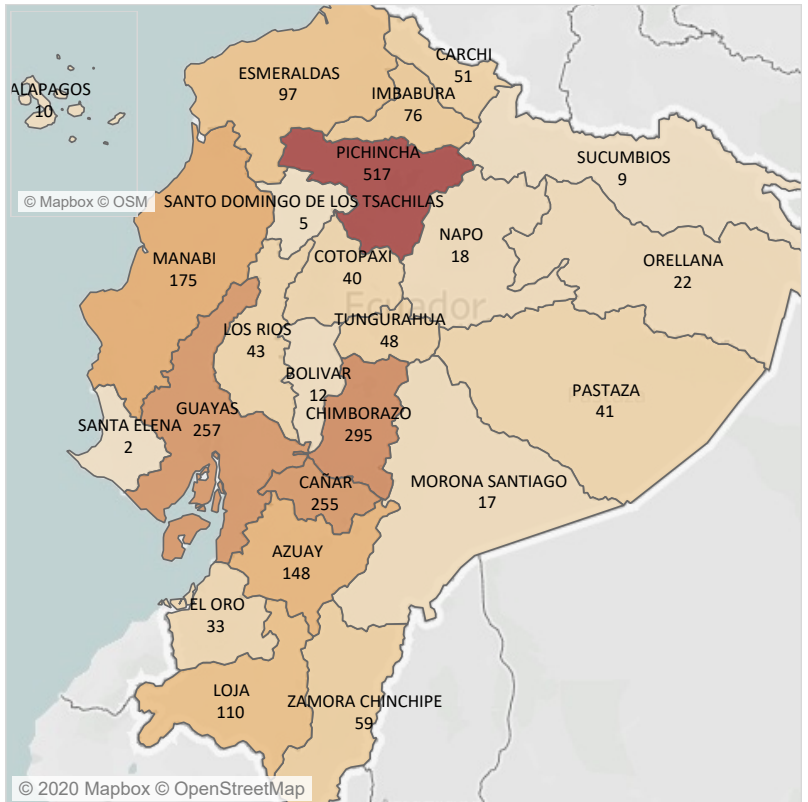 CARCHI
51
ESMERALDAS
97
IMBABURA
76
ALAPAGOS
10
PICHINCHA
517
SUCUMBIOS
9
© Mapbox © OSM
SANTO DOMINGO DE LOS TSACHILAS
5
NAPO
18
MANABI
175
COTOPAXI
40
ORELLANA
22
Ecuador
LOS RIOS
43
TUNGURAHUA
48
BOLIVAR
12
PASTAZA
41
GUAYAS
257
CHIMBORAZO
295
SANTA ELENA
2
CAÑAR
255
MORONA SANTIAGO
17
AZUAY
148
EL ORO
33
LOJA
110
ZAMORA CHINCHIPE
59
© 2020 Mapbox © OpenStreetMap